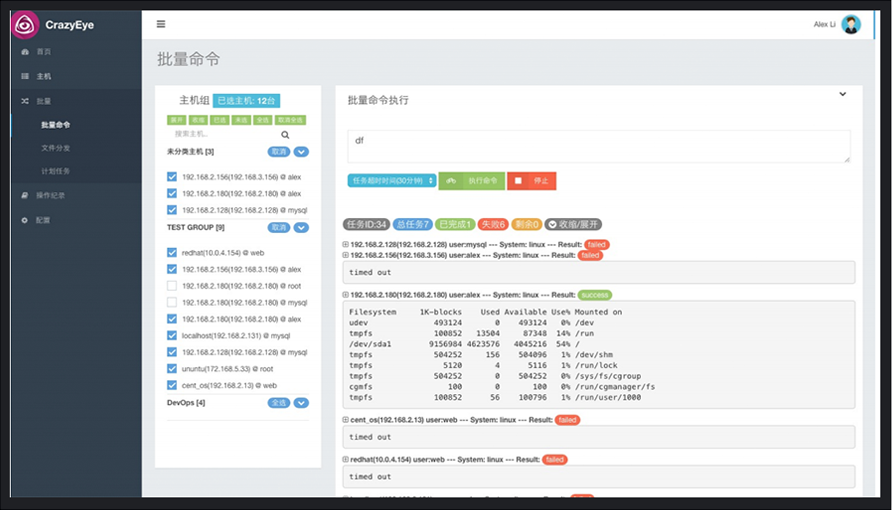 CrazyEye
Alex Li
首页
主机
批量
批量命令
文件分发
计划任务
操作纪录
配置
批量命令
主机组 已选主机: 12台
展开 收缩 已选 未选 全选 取消全选
搜索主机..
未分类主机 [3] 取消
192.168.2.156(192.168.3.156) @ alex
192.168.2.180(192.168.2.180) @ alex
192.168.2.128(192.168.2.128) @ mysql
TEST GROUP [9] 取消
redhat(10.0.4.154) @ web
192.168.2.156(192.168.3.156) @ alex
192.168.2.180(192.168.2.180) @ root
192.168.2.180(192.168.2.180) @ mysql
192.168.2.180(192.168.2.180) @ alex
localhost(192.168.2.131) @ mysql
192.168.2.128(192.168.2.128) @ mysql
ununtu(172.168.5.33) @ root
cent_os(192.168.2.13) @ web
DevOps [4] 全选
批量命令执行
df
任务超时时间(30分钟) 执行命令 停止
任务ID:34 总任务7 已完成1 失败6 剩余0 收缩/展开
192.168.2.128(192.168.2.128) user:mysql --- System: linux --- Result: failed
192.168.2.156(192.168.3.156) user:alex --- System: linux --- Result: failed
timed out
192.168.2.180(192.168.2.180) user:alex --- System: linux --- Result: success
Filesystem 1K-blocks Used Available Use% Mounted on
udev 493124 0 493124 0% /dev
tmpfs 100852 13504 87348 14% /run
/dev/sda1 9156984 4623576 4045216 54% /
tmpfs 504252 156 504096 1% /dev/shm
tmpfs 5120 4 5116 1% /run/lock
tmpfs 504252 0 504252 0% /sys/fs/cgroup
cgmfs 100 0 100 0% /run/cgmanager/fs
tmpfs 100852 56 100796 1% /run/user/1000
cent_os(192.168.2.13) user:web --- System: linux --- Result: failed
timed out
redhat(10.0.4.154) user:web --- System: linux --- Result: failed
timed out